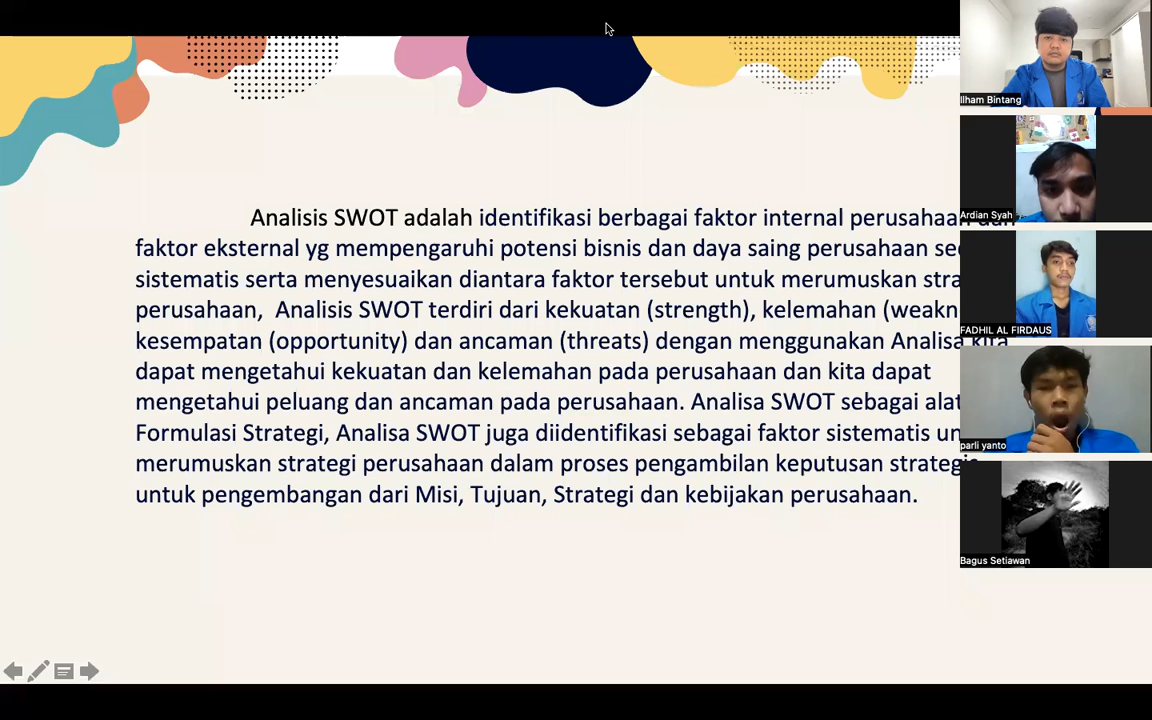 Analisis SWOT adalah identifikasi berbagai faktor internal perusahaan dan
faktor eksternal yg mempengaruhi potensi bisnis dan daya saing perusahaan
sistematis serta menyesuaikan diantara faktor tersebut untuk merumuskan
perusahaan, Analisis SWOT terdiri dari kekuatan (strength), kelemahan
kesempatan (opportunity) dan ancaman (threats) dengan menggunakan Analisa kita
dapat mengetahui kekuatan dan kelemahan pada perusahaan dan kita dapat
mengetahui peluang dan ancaman pada perusahaan. Analisa SWOT sebagai alat
Formulasi Strategi, Analisa SWOT juga diidentifikasi sebagai faktor sistematis
merumuskan strategi perusahaan dalam proses pengambilan keputusan strategis
untuk pengembangan dari Misi, Tujuan, Strategi dan kebijakan perusahaan.
Ilham Bintang
Ardian Syah
FADHIL AL FIRDAUS
parli yanto
Bagus Setiawan